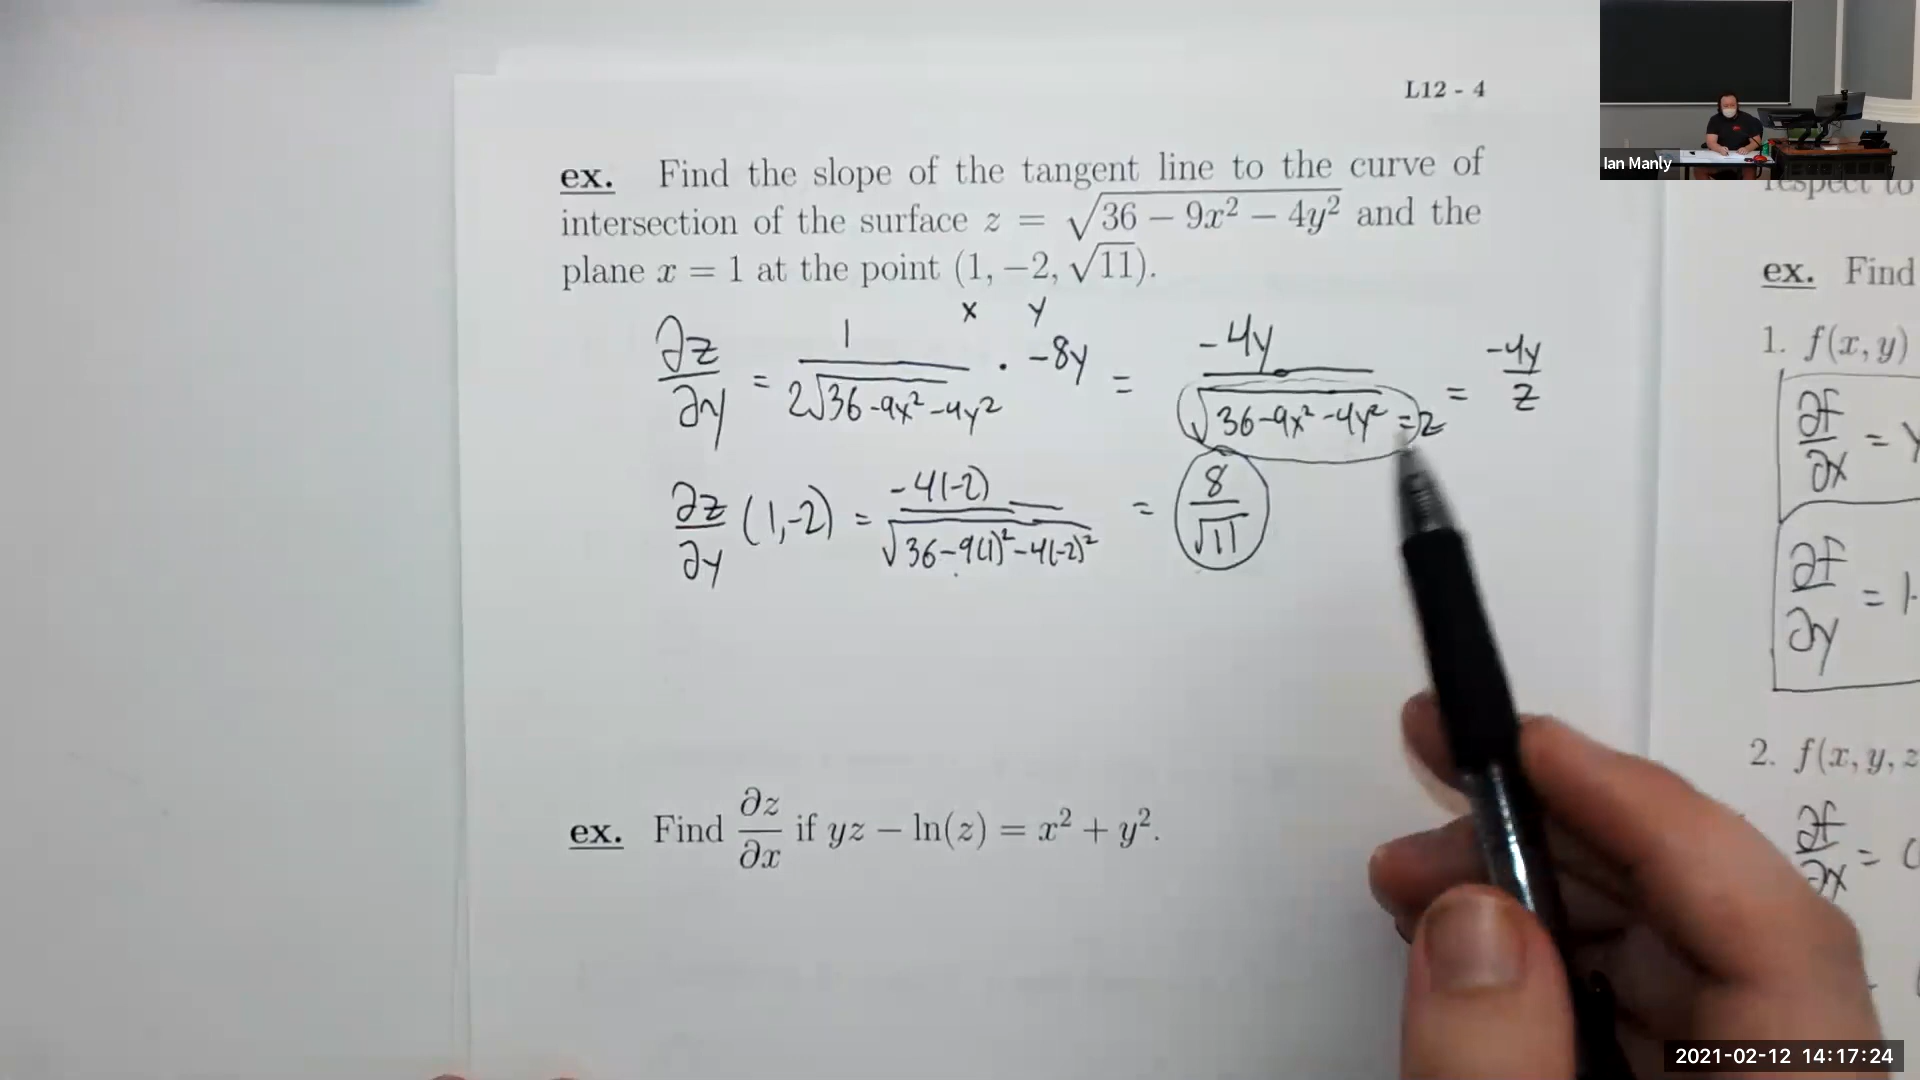 L12 - 4
ex. Find the slope of the tangent line to the curve of
intersection of the surface z = √(36 − 9x² − 4y²) and the
plane x = 1 at the point (1, −2, √11).
x y
∂z/∂y = 1/(2√(36-9x²-4y²)) · -8y = -4y/√(36-9x²-4y²) = z = -4y/z
∂z/∂y (1,-2) = -4(-2)/√(36-9(1)²-4(-2)²) = 8/√11
ex. Find ∂z/∂x if yz − ln(z) = x² + y².
Ian Manly
respect to
ex. Find
1. f(x, y)
∂f/∂x = y
∂f/∂y = 1
2. f(x, y, z
∂f/∂x =
2021-02-12 14:17:24